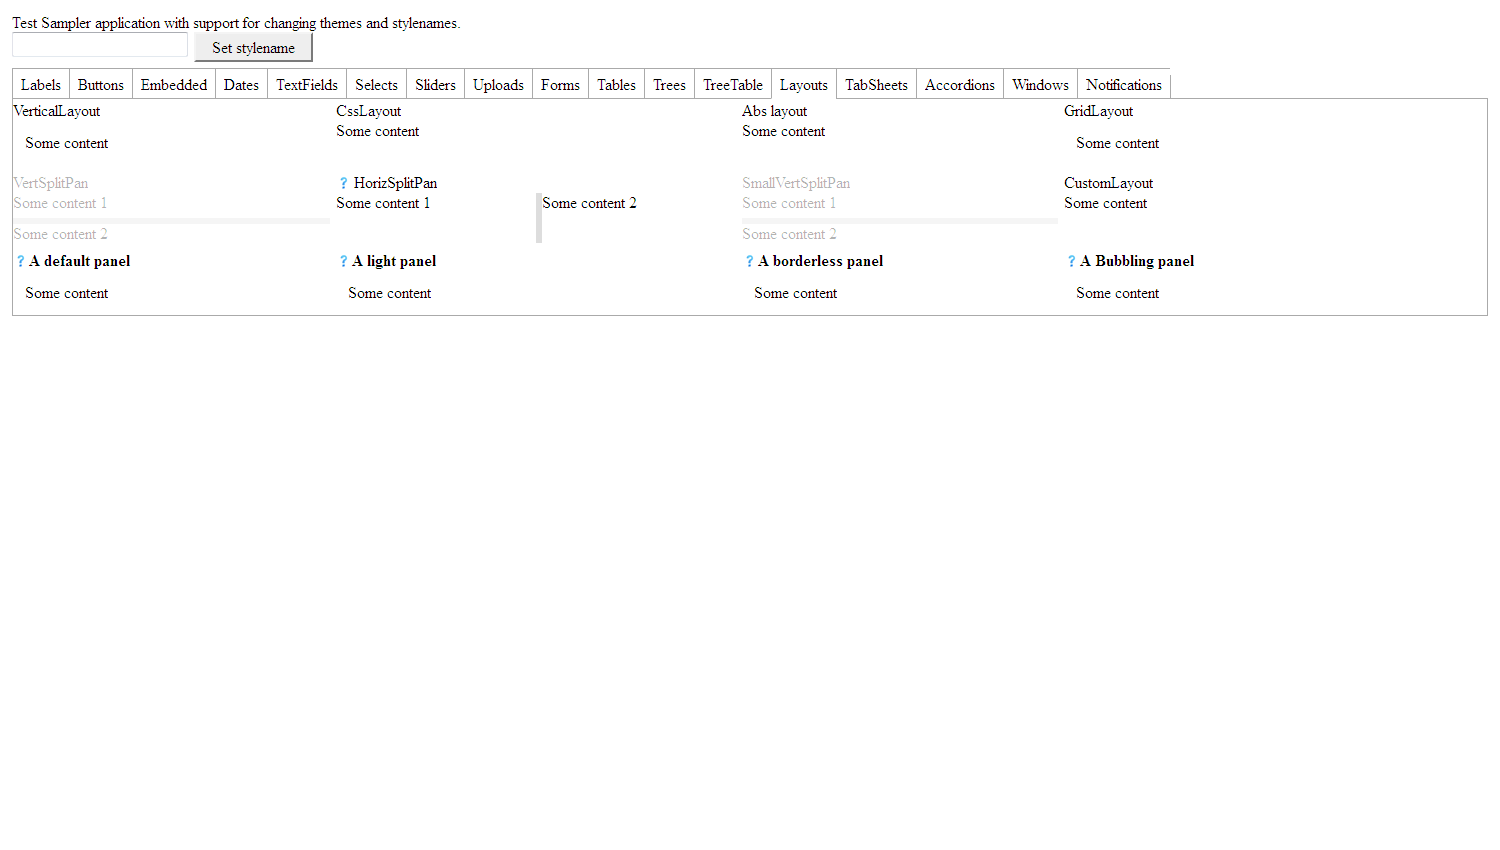 Test Sampler application with support for changing themes and stylenames.
Set stylename
Labels Buttons Embedded Dates TextFields Selects Sliders Uploads Forms Tables Trees TreeTable Layouts TabSheets Accordions Windows Notifications
VerticalLayout CssLayout Abs layout GridLayout
Some content Some content
Some content Some content
VertSplitPan ? HorizSplitPan SmallVertSplitPan CustomLayout
Some content 1 Some content 1 Some content 2 Some content 1 Some content
Some content 2 Some content 2
? A default panel ? A light panel ? A borderless panel ? A Bubbling panel
Some content Some content Some content Some content